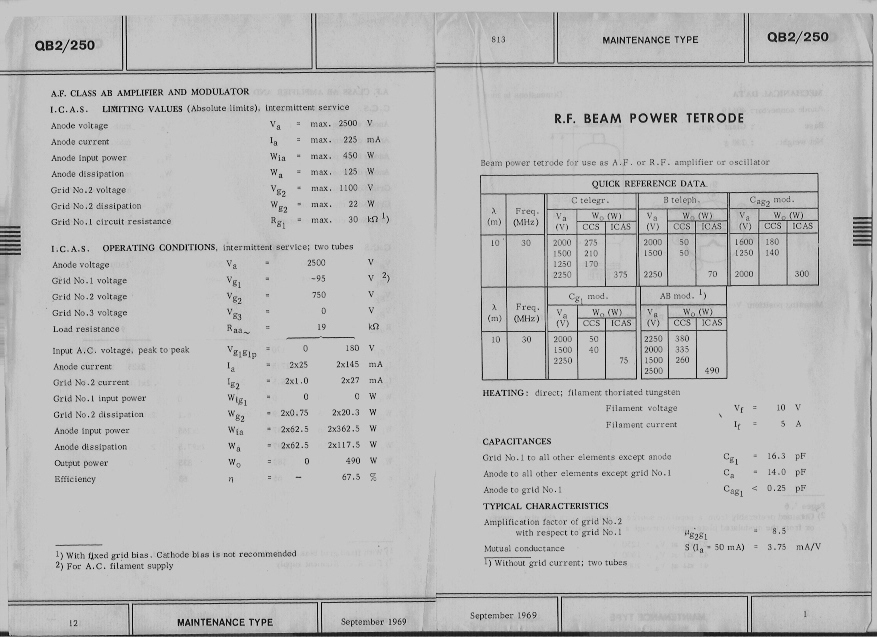 QB2/250
A.F. CLASS AB AMPLIFIER AND MODULATOR
I.C.A.S. LIMITING VALUES (Absolute limits), intermittent service
Anode voltage Va = max. 2500 V
Anode current Ia = max. 225 mA
Anode input power Wia = max. 450 W
Anode dissipation Wa = max. 125 W
Grid No.2 voltage Vg2 = max. 1100 V
Grid No.2 dissipation Wg2 = max. 22 W
Grid No.1 circuit resistance Rg1 = max. 30 kΩ 1)
I.C.A.S. OPERATING CONDITIONS, intermittent service; two tubes
Anode voltage Va = 2500 V
Grid No.1 voltage Vg1 = -95 V 2)
Grid No.2 voltage Vg2 = 750 V
Grid No.3 voltage Vg3 = 0 V
Load resistance Raa~ = 19 kΩ
Input A.C. voltage, peak to peak Vg1g1p = 0 180 V
Anode current Ia = 2x25 2x145 mA
Grid No.2 current Ig2 = 2x1.0 2x27 mA
Grid No.1 input power Wig1 = 0 0 W
Grid No.2 dissipation Wg2 = 2x0.75 2x20.3 W
Anode input power Wia = 2x62.5 2x362.5 W
Anode dissipation Wa = 2x62.5 2x117.5 W
Output power Wo = 0 490 W
Efficiency η = - 67.5 %
1) With fixed grid bias. Cathode bias is not recommended
2) For A.C. filament supply
12 MAINTENANCE TYPE September 1969
813 MAINTENANCE TYPE QB2/250
R.F. BEAM POWER TETRODE
Beam power tetrode for use as A.F. or R.F. amplifier or oscillator
QUICK REFERENCE DATA
λ (m) Freq. (MHz) C telegr. B teleph. Cag2 mod.
Va (V) Wo (W) Va (V) Wo (W) Va (V) Wo (W)
CCS ICAS CCS ICAS CCS ICAS
10 30 2000 275 2000 50 1600 180
1500 210 1500 50 1250 140
1250 170
2250 375 2250 70 2000 300
λ (m) Freq. (MHz) Cg1 mod. AB mod. 1)
Va (V) Wo (W) Va (V) Wo (W)
CCS ICAS CCS ICAS
10 30 2000 50 2250 380
1500 40 2000 335
2250 75 1500 260
2500 490
HEATING: direct; filament thoriated tungsten
Filament voltage Vf = 10 V
Filament current If = 5 A
CAPACITANCES
Grid No.1 to all other elements except anode Cg1 = 16.3 pF
Anode to all other elements except grid No.1 Ca = 14.0 pF
Anode to grid No.1 Cag1 < 0.25 pF
TYPICAL CHARACTERISTICS
Amplification factor of grid No.2
with respect to grid No.1 μg2g1 = 8.5
Mutual conductance S (Ia = 50 mA) = 3.75 mA/V
1) Without grid current; two tubes
September 1969 1